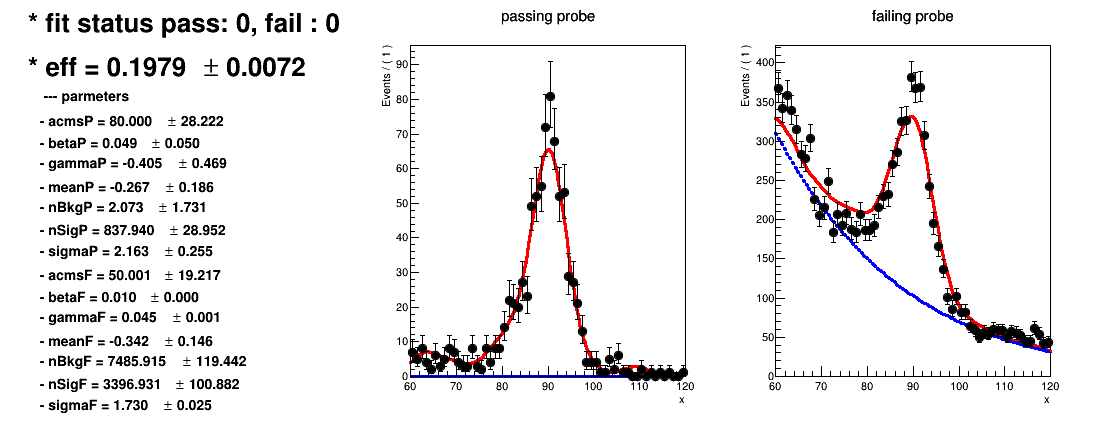 * fit status pass: 0, fail : 0
* eff = 0.1979 ± 0.0072
--- parmeters
- acmsP = 80.000 ± 28.222
- betaP = 0.049 ± 0.050
- gammaP = -0.405 ± 0.469
- meanP = -0.267 ± 0.186
- nBkgP = 2.073 ± 1.731
- nSigP = 837.940 ± 28.952
- sigmaP = 2.163 ± 0.255
- acmsF = 50.001 ± 19.217
- betaF = 0.010 ± 0.000
- gammaF = 0.045 ± 0.001
- meanF = -0.342 ± 0.146
- nBkgF = 7485.915 ± 119.442
- nSigF = 3396.931 ± 100.882
- sigmaF = 1.730 ± 0.025
passing probe
Events / ( 1 )
90
80
70
60
50
40
30
20
10
0
60 70 80 90 100 110 120
x
failing probe
Events / ( 1 )
400
350
300
250
200
150
100
50
0
60 70 80 90 100 110 120
x